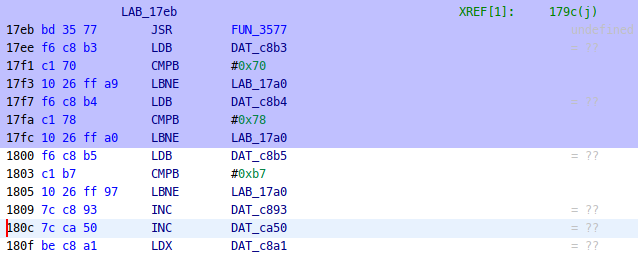 LAB_17eb XREF[1]: 179c(j)
17eb bd 35 77 JSR FUN_3577 undefined
17ee f6 c8 b3 LDB DAT_c8b3 = ??
17f1 c1 70 CMPB #0x70
17f3 10 26 ff a9 LBNE LAB_17a0
17f7 f6 c8 b4 LDB DAT_c8b4 = ??
17fa c1 78 CMPB #0x78
17fc 10 26 ff a0 LBNE LAB_17a0
1800 f6 c8 b5 LDB DAT_c8b5 = ??
1803 c1 b7 CMPB #0xb7
1805 10 26 ff 97 LBNE LAB_17a0
1809 7c c8 93 INC DAT_c893 = ??
180c 7c ca 50 INC DAT_ca50 = ??
180f be c8 a1 LDX DAT_c8a1 = ??